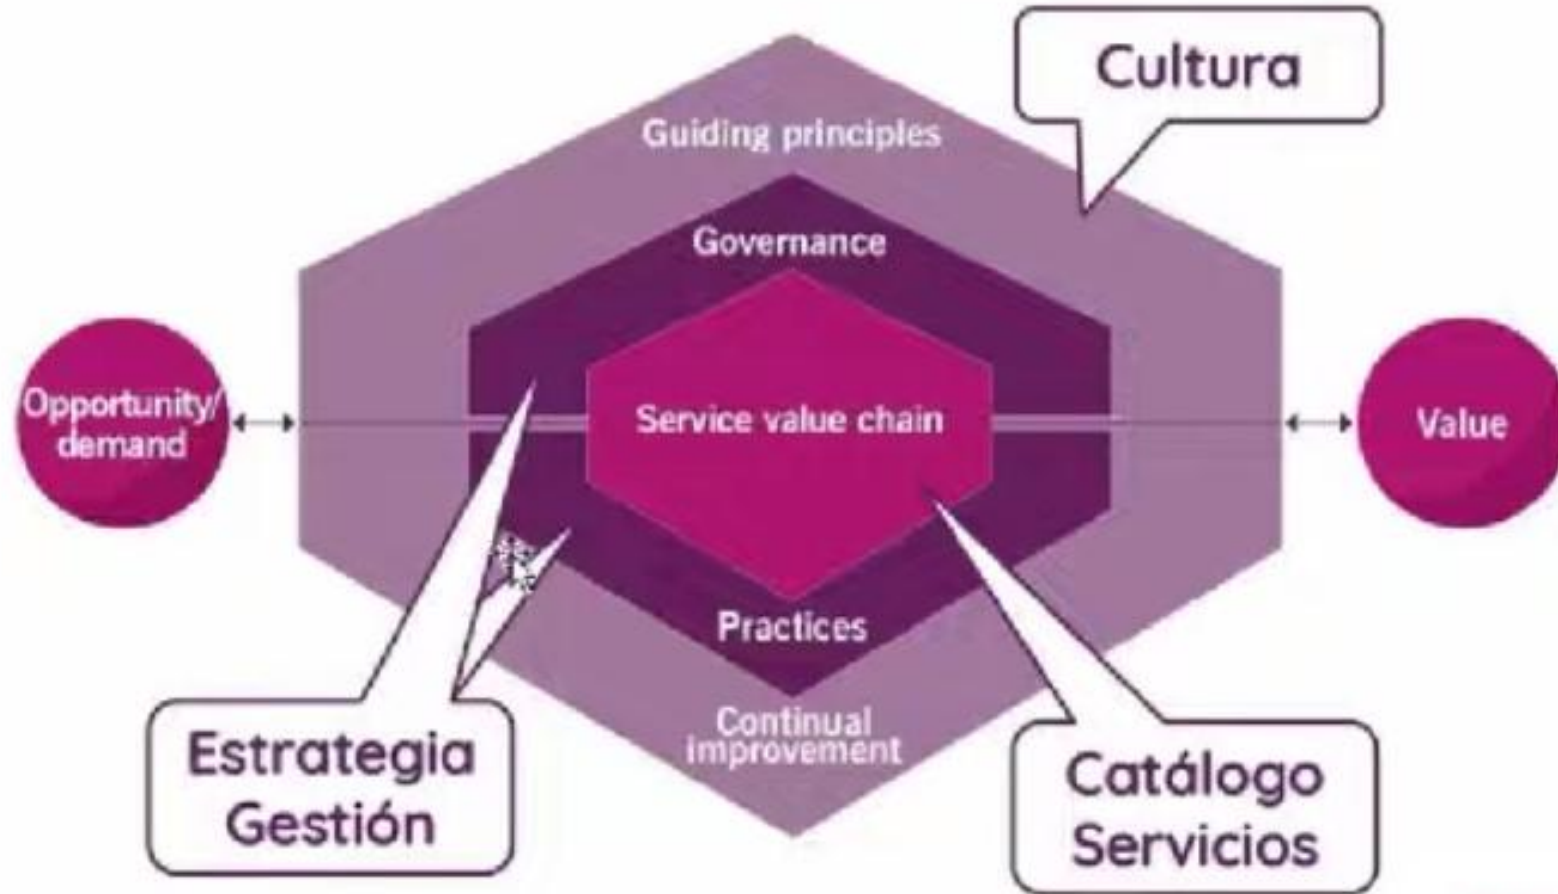 Cultura
Guiding principles
Governance
Opportunity/
demand
Service value chain
Value
Practices
Continual
improvement
Estrategia
Gestión
Catálogo
Servicios